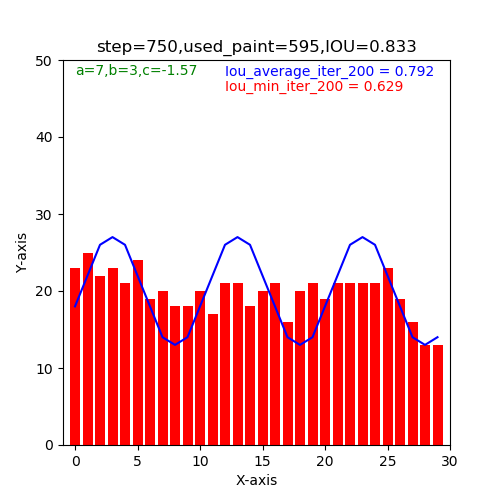 step=750,used_paint=595,IOU=0.833
a=7,b=3,c=-1.57
Iou_average_iter_200 = 0.792
Iou_min_iter_200 = 0.629
50
40
30
20
10
0
Y-axis
0 5 10 15 20 25 30
X-axis